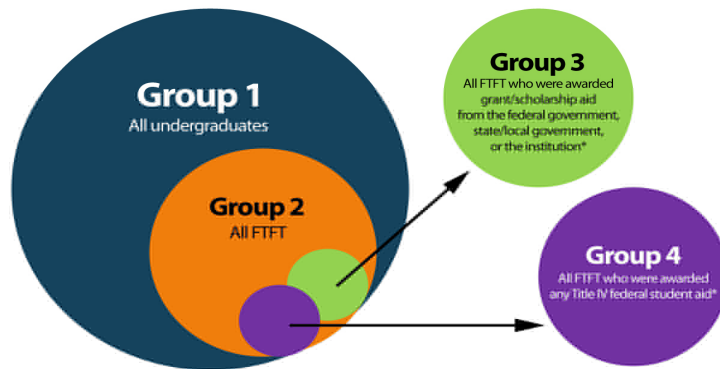 Group 1
All undergraduates
Group 2
All FTFT
Group 3
All FTFT who were awarded
grant/scholarship aid
from the federal government,
state/local government,
or the institution*
Group 4
All FTFT who were awarded
any Title IV federal student aid*